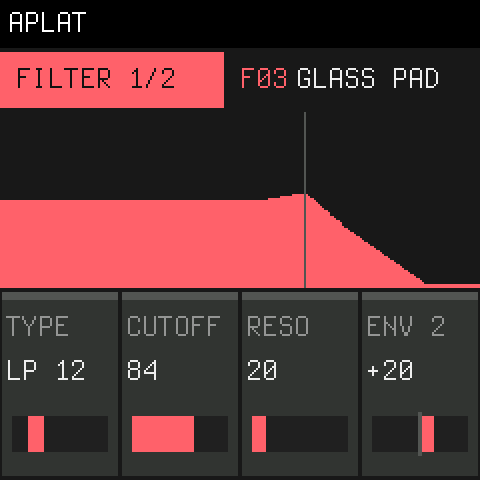 APLAT
FILTER 1/2 F03 GLASS PAD
TYPE CUTOFF RESO ENV 2
LP 12 84 20 +20